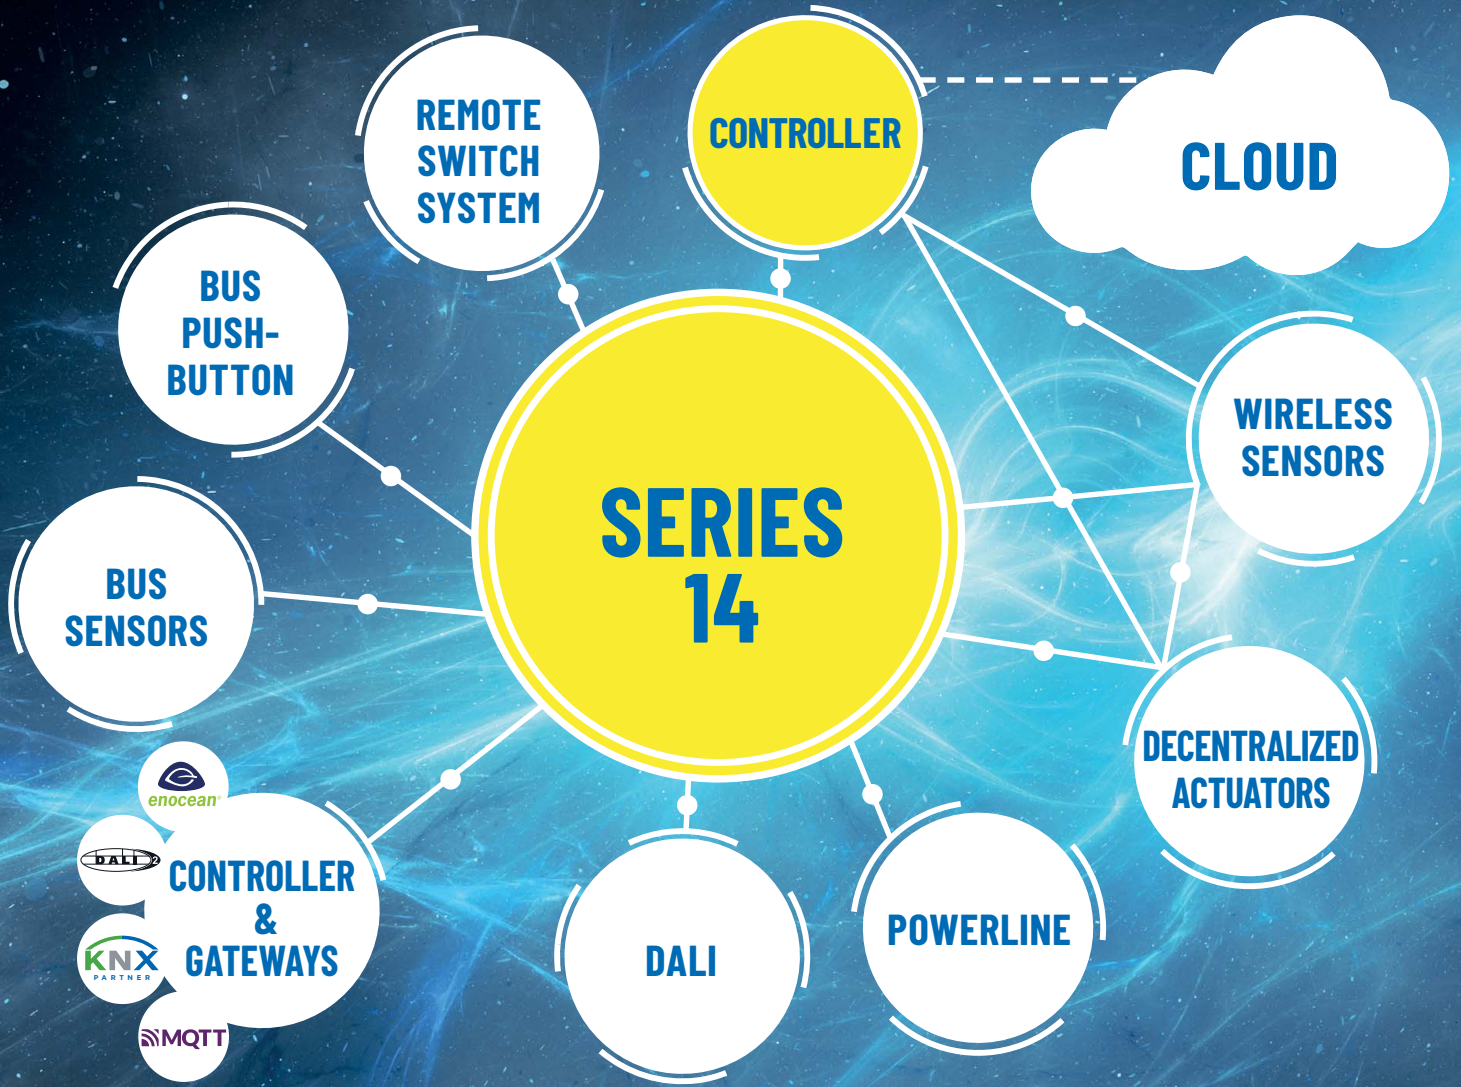 REMOTE
SWITCH
SYSTEM
CONTROLLER
CLOUD
BUS
PUSH-
BUTTON
WIRELESS
SENSORS
SERIES
14
BUS
SENSORS
DECENTRALIZED
ACTUATORS
enocean®
DALI 2
CONTROLLER
&
GATEWAYS
KNX
PARTNER
MQTT
DALI
POWERLINE